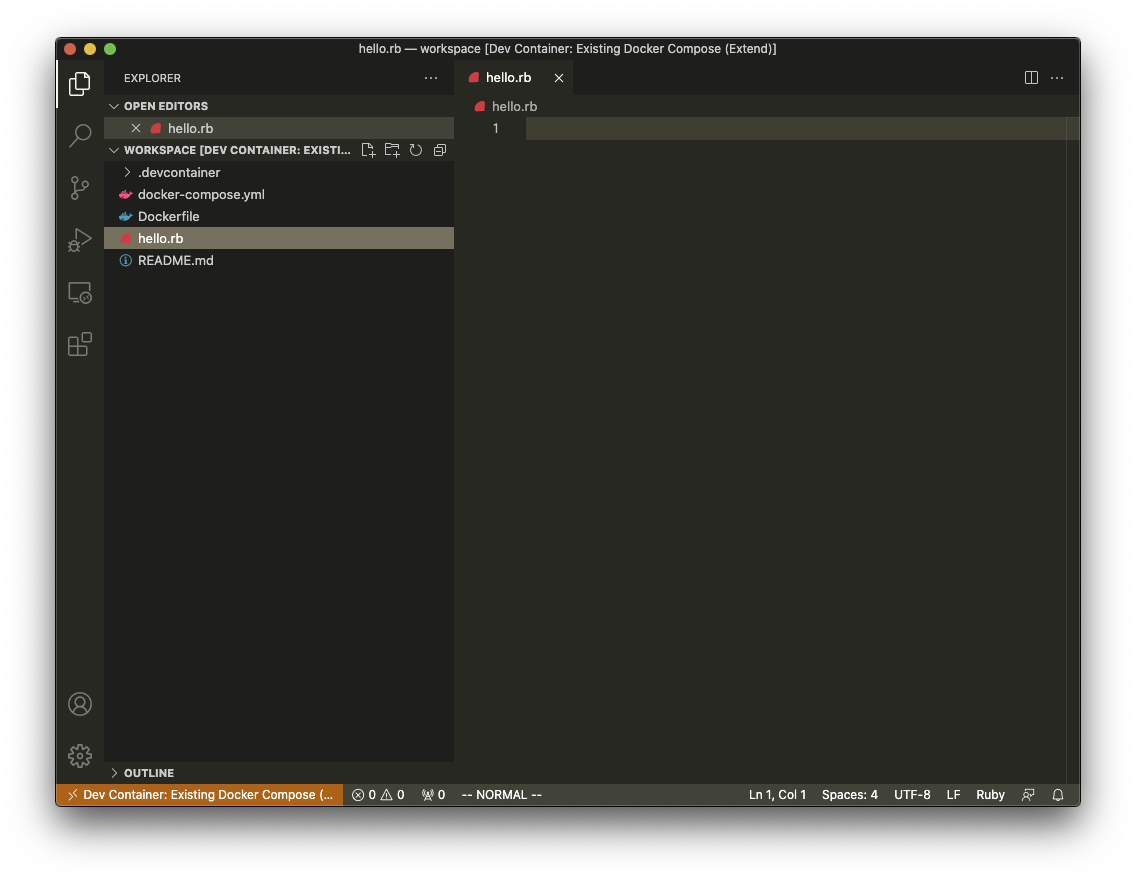 hello.rb — workspace [Dev Container: Existing Docker Compose (Extend)]
EXPLORER
OPEN EDITORS
hello.rb
WORKSPACE [DEV CONTAINER: EXISTI...
.devcontainer
docker-compose.yml
Dockerfile
hello.rb
README.md
OUTLINE
hello.rb
hello.rb
1
Dev Container: Existing Docker Compose (... 0 0 0 -- NORMAL -- Ln 1, Col 1 Spaces: 4 UTF-8 LF Ruby